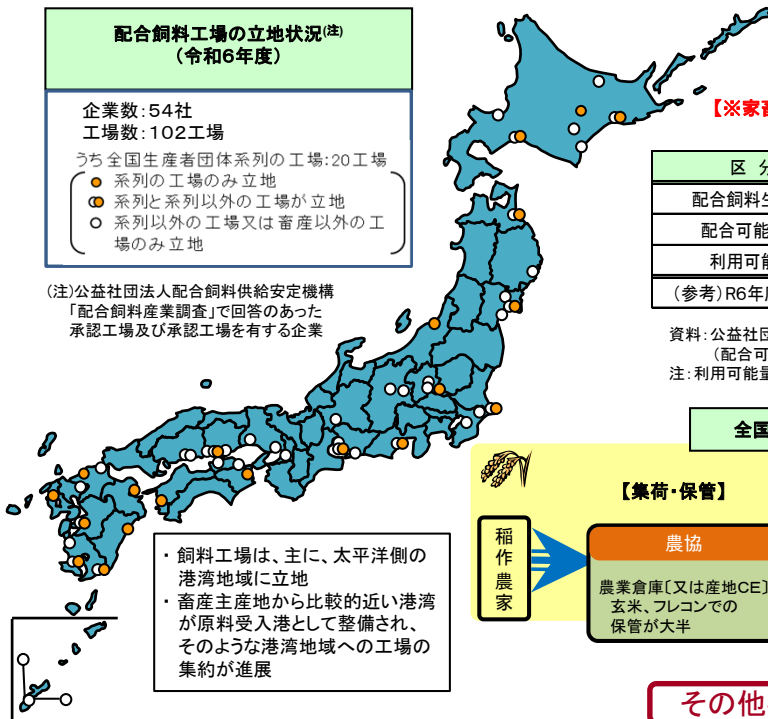 配合飼料工場の立地状況(注)
(令和6年度)
企業数:54社
工場数:102工場
うち全国生産者団体系列の工場:20工場
系列の工場のみ立地
系列と系列以外の工場が立地
系列以外の工場又は畜産以外の工
場のみ立地
(注)公益社団法人配合飼料供給安定機構
「配合飼料産業調査」で回答のあった
承認工場及び承認工場を有する企業
・ 飼料工場は、主に、太平洋側の
港湾地域に立地
・ 畜産主産地から比較的近い港湾
が原料受入港として整備され、
そのような港湾地域への工場の
集約が進展
【※家畜
区 分
配合飼料生
配合可能
利用可能
(参考)R6年度
資料:公益社団
(配合可
注:利用可能量
全国
【集荷・保管】
稲作農家
農協
農業倉庫〔又は産地CE〕
玄米、フレコンでの
保管が大半
その他